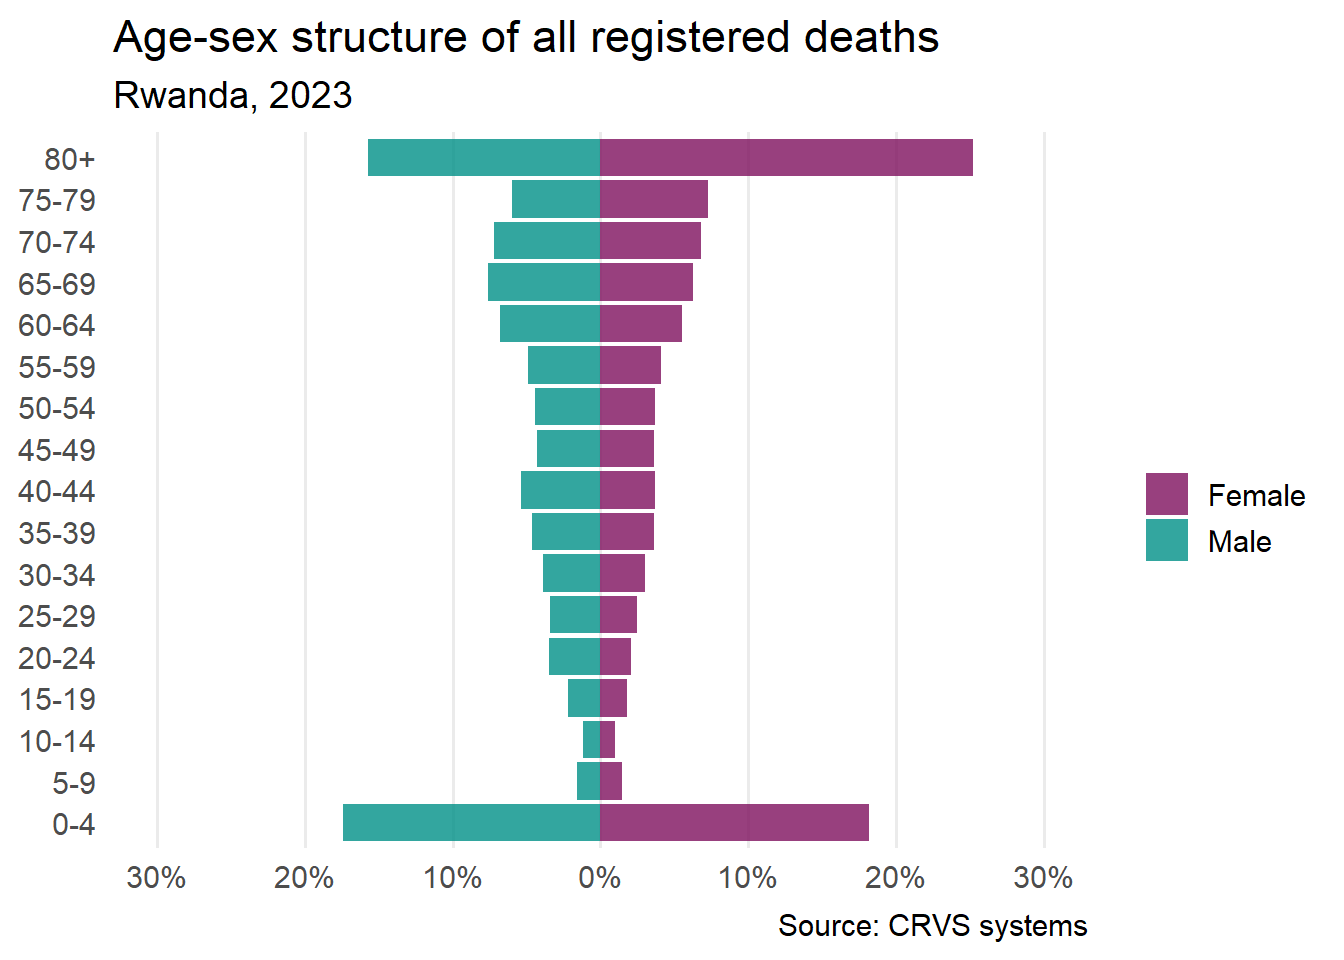 Age-sex structure of all registered deaths
Rwanda, 2023
80+
75-79
70-74
65-69
60-64
55-59
50-54
45-49
40-44
35-39
30-34
25-29
20-24
15-19
10-14
5-9
0-4
30% 20% 10% 0% 10% 20% 30%
Female
Male
Source: CRVS systems